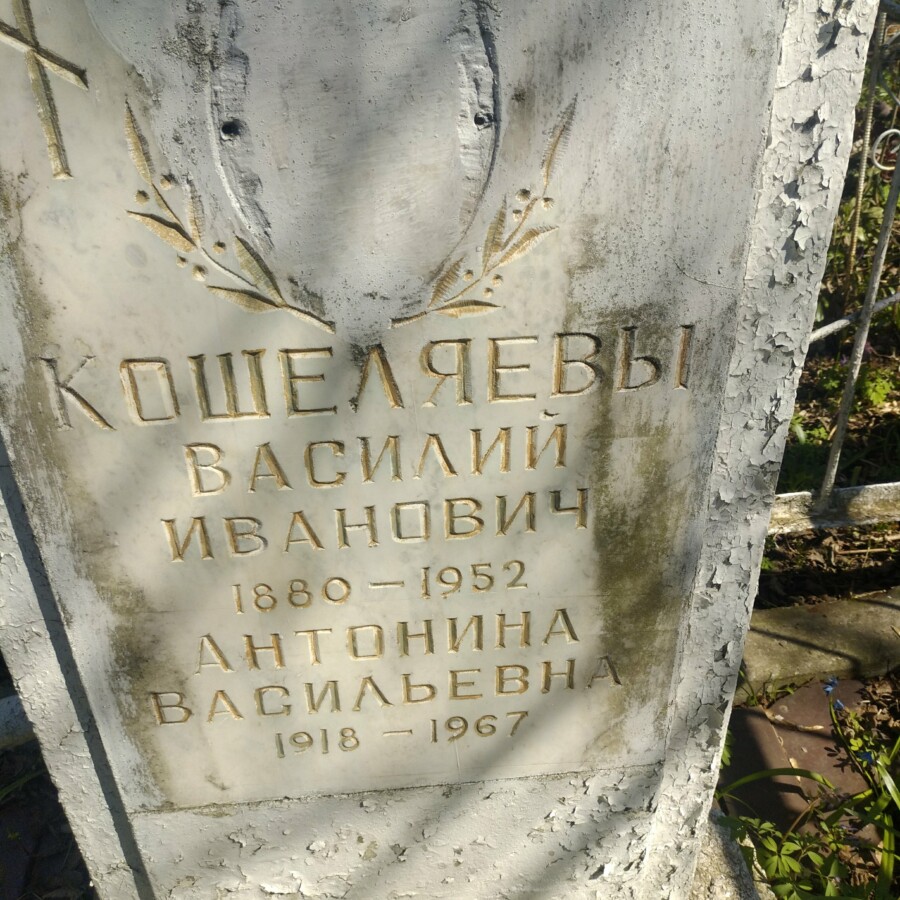 КОШЕЛЯЕВЫ
ВАСИЛИЙ
ИВАНОВИЧ
1880 – 1952
АНТОНИНА
ВАСИЛЬЕВНА
1918 – 1967